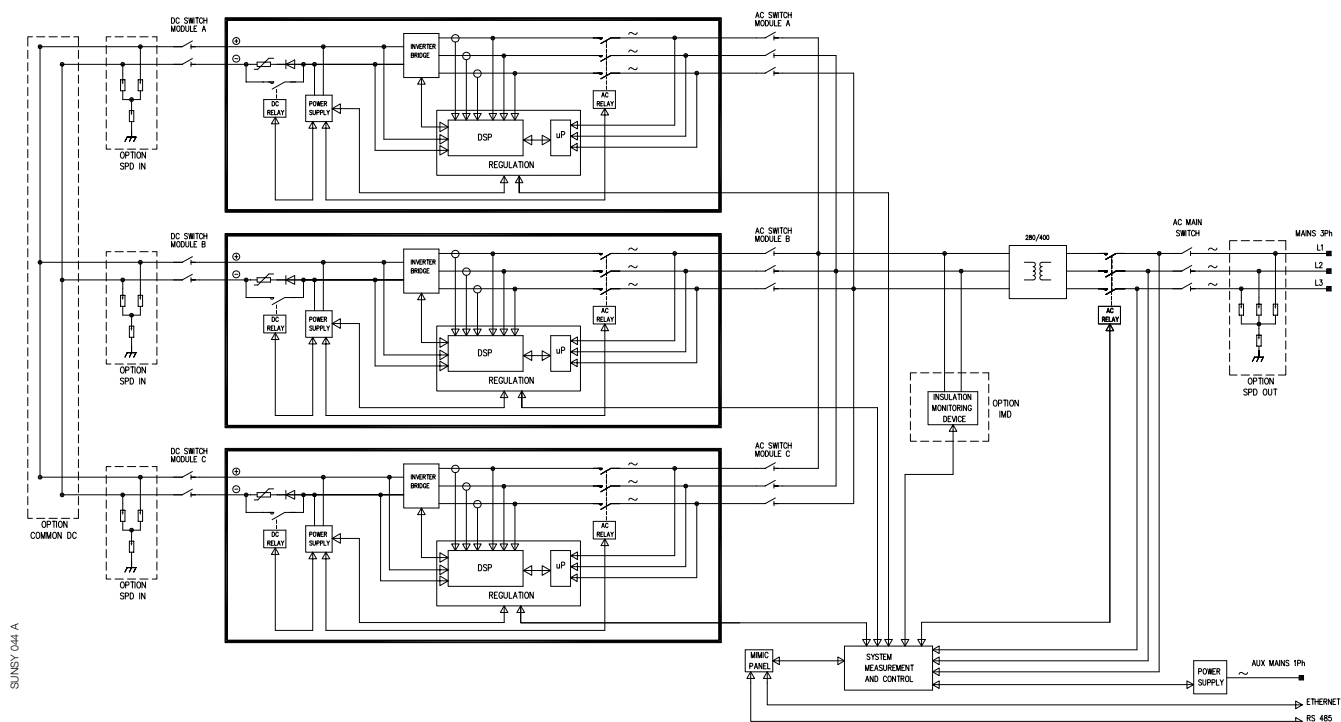 DC SWITCH
MODULE A
AC SWITCH
MODULE A
+
-
INVERTER
BRIDGE
~
~
~
DC
RELAY
POWER
SUPPLY
AC
RELAY
DSP
uP
REGULATION
OPTION
SPD IN
DC SWITCH
MODULE B
AC SWITCH
MODULE B
+
-
INVERTER
BRIDGE
~
~
~
DC
RELAY
POWER
SUPPLY
AC
RELAY
DSP
uP
REGULATION
OPTION
SPD IN
280/400
AC MAIN
SWITCH
MAINS 3Ph
~
~
~
L1
L2
L3
AC
RELAY
OPTION
SPD OUT
INSULATION
MONITORING
DEVICE
OPTION
IMD
DC SWITCH
MODULE C
AC SWITCH
MODULE C
+
-
INVERTER
BRIDGE
~
~
~
DC
RELAY
POWER
SUPPLY
AC
RELAY
DSP
uP
REGULATION
OPTION
COMMON DC
OPTION
SPD IN
MIMIC
PANEL
SYSTEM
MEASUREMENT
AND CONTROL
POWER
SUPPLY
~
AUX MAINS 1Ph
ETHERNET
RS 485
SUNSY 044 A